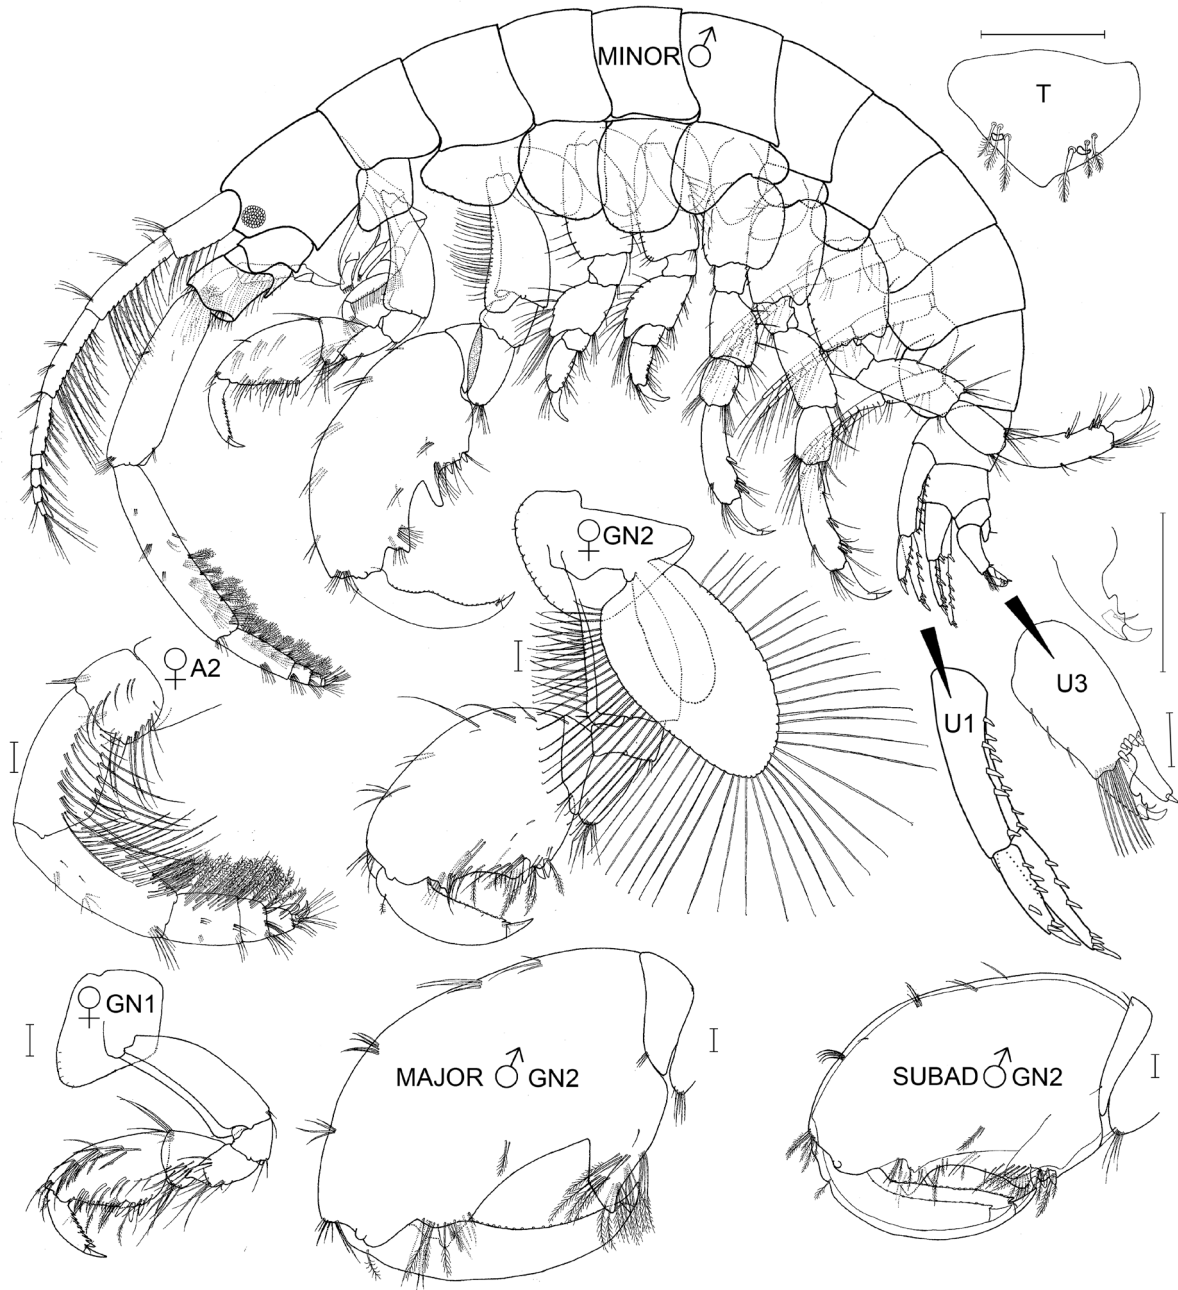 MINOR ♂
T
♀ GN2
♀ A2
U3
U1
♀ GN1
MAJOR ♂ GN2
SUBAD ♂ GN2